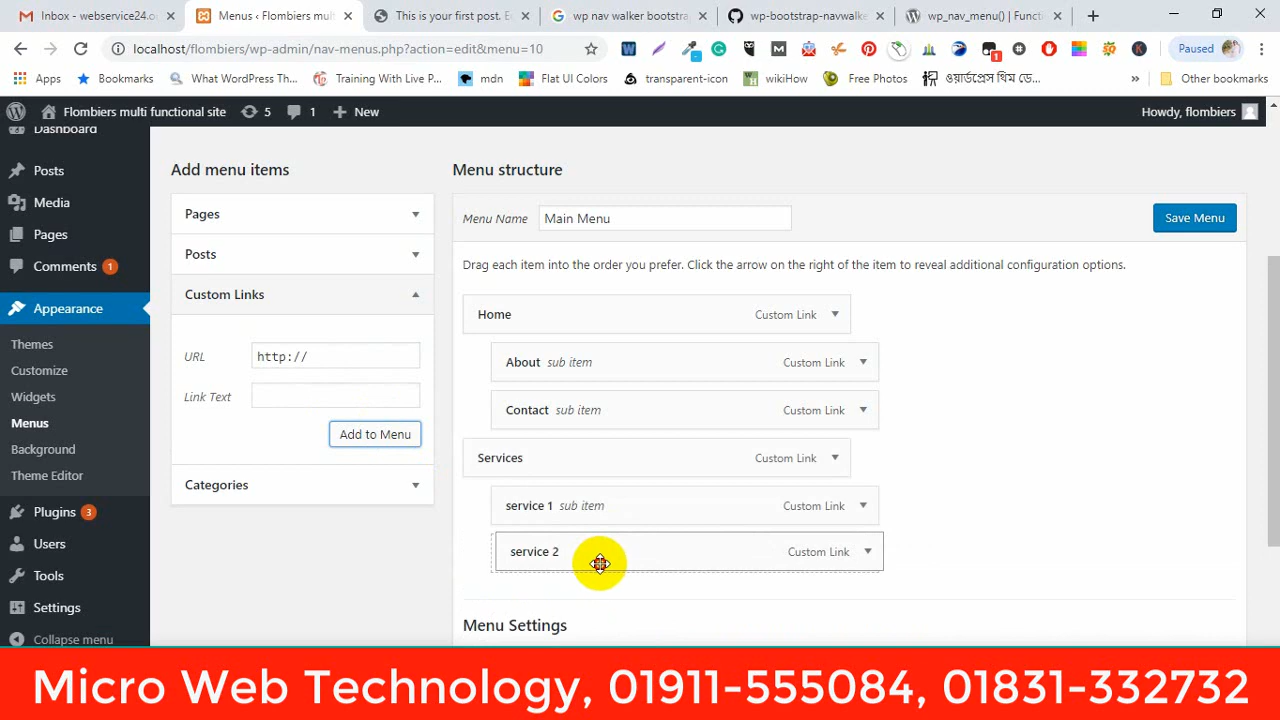 Inbox - webservice24.o
Menus ‹ Flombiers mult
This is your first post. E
wp nav walker bootstra
wp-bootstrap-navwalke
wp_nav_menu() | Functi
localhost/flombiers/wp-admin/nav-menus.php?action=edit&menu=10
Paused
Apps
Bookmarks
What WordPress Th...
Training With Live P...
mdn
Flat UI Colors
transparent-ic...
wikiHow
Free Photos
ওয়ার্ডপ্রেস থিম ডে...
»
Other bookmarks
Flombiers multi functional site
5
1
New
Howdy, flombiers
Dashboard
Posts
Media
Pages
Comments 1
Appearance
Themes
Customize
Widgets
Menus
Background
Theme Editor
Plugins 3
Users
Tools
Settings
Collapse menu
Add menu items
Pages
Posts
Custom Links
URL http://
Link Text
Add to Menu
Categories
Menu structure
Menu Name Main Menu
Save Menu
Drag each item into the order you prefer. Click the arrow on the right of the item to reveal additional configuration options.
Home Custom Link
About sub item Custom Link
Contact sub item Custom Link
Services Custom Link
service 1 sub item Custom Link
service 2 Custom Link
Menu Settings
Micro Web Technology, 01911-555084, 01831-332732